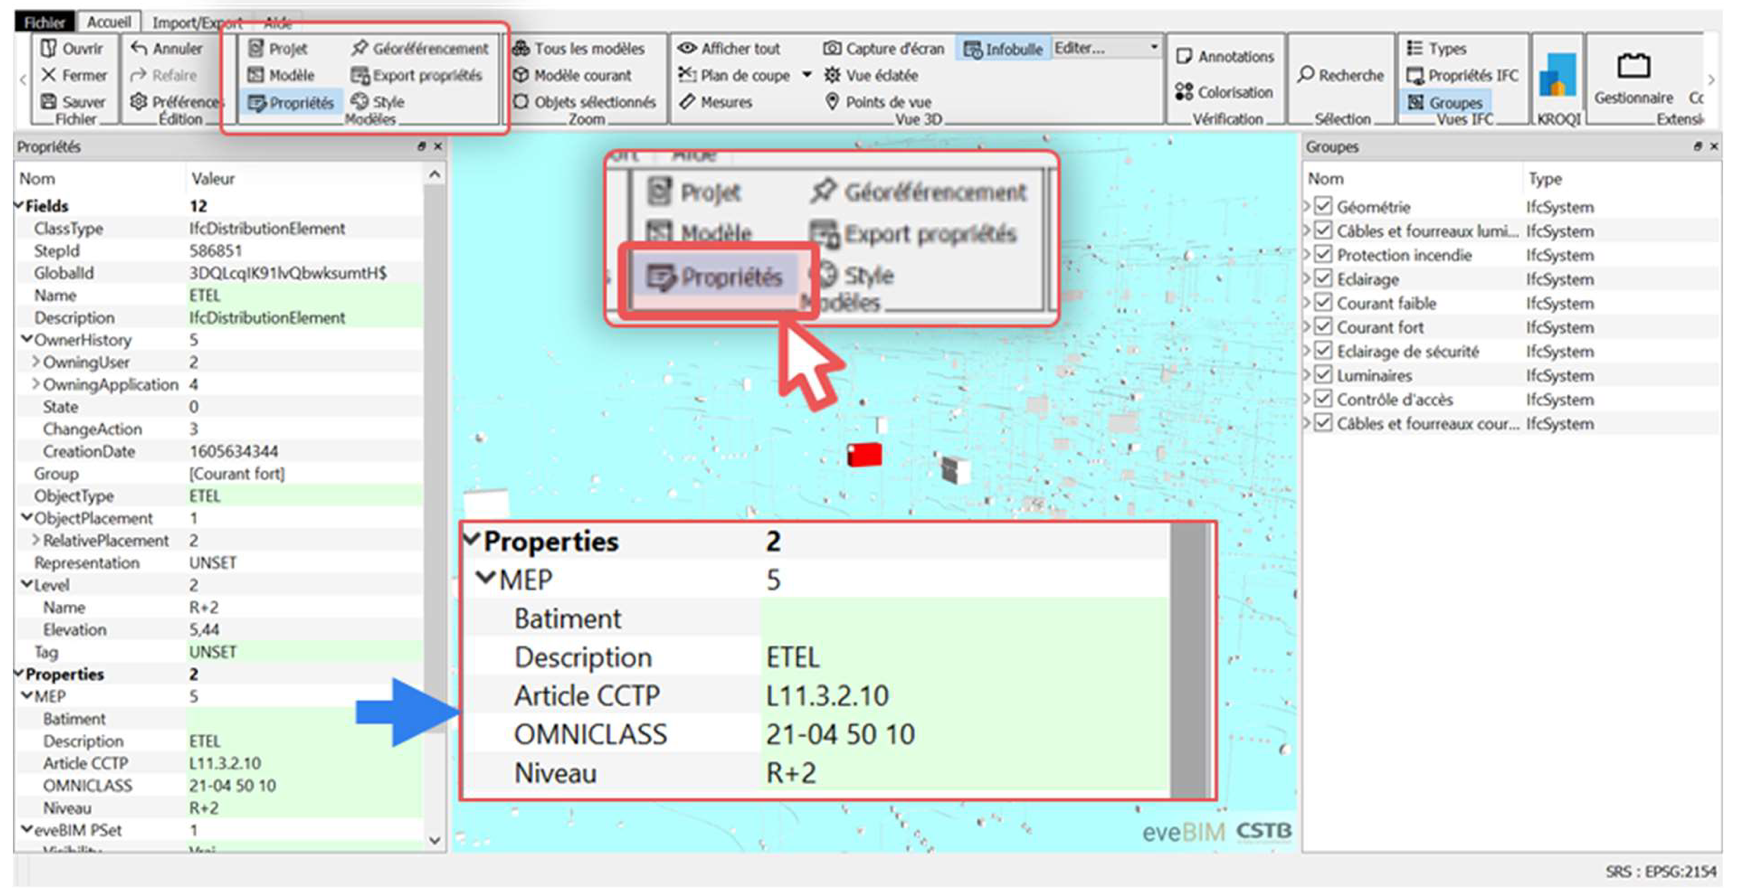 Fichier Accueil Import/Export Aide
Ouvrir Annuler Projet Géoréférencement Tous les modèles Afficher tout Capture d'écran Infobulle Editer... Annotations Types
Fermer Refaire Modèle Export propriétés Modèle courant Plan de coupe Vue éclatée Recherche Propriétés IFC
Sauver Préférences Propriétés Style Objets sélectionnés Mesures Points de vue Colorisation Groupes Gestionnaire
Fichier Édition Modèles Zoom Vue 3D Vérification Sélection Vues IFC KROQI Extensi
Propriétés
Nom Valeur
Fields 12
ClassType IfcDistributionElement
StepId 586851
GlobalId 3DQLcqIK91lvQbwksumtH$
Name ETEL
Description IfcDistributionElement
OwnerHistory 5
OwningUser 2
OwningApplication 4
State 0
ChangeAction 3
CreationDate 1605634344
Group [Courant fort]
ObjectType ETEL
ObjectPlacement 1
RelativePlacement 2
Representation UNSET
Level 2
Name R+2
Elevation 5,44
Tag UNSET
Properties 2
MEP 5
Batiment
Description ETEL
Article CCTP L11.3.2.10
OMNICLASS 21-04 50 10
Niveau R+2
eveBIM PSet 1
Visibilité Vrai
Aide
Projet Géoréférencement
Modèle Export propriétés
Propriétés Style
Modèles
Properties 2
MEP 5
Batiment
Description ETEL
Article CCTP L11.3.2.10
OMNICLASS 21-04 50 10
Niveau R+2
eveBIM CSTB
Groupes
Nom Type
Géométrie IfcSystem
Câbles et fourreaux lumi... IfcSystem
Protection incendie IfcSystem
Eclairage IfcSystem
Courant faible IfcSystem
Courant fort IfcSystem
Eclairage de sécurité IfcSystem
Luminaires IfcSystem
Contrôle d'accès IfcSystem
Câbles et fourreaux cour... IfcSystem
SRS : EPSG:2154